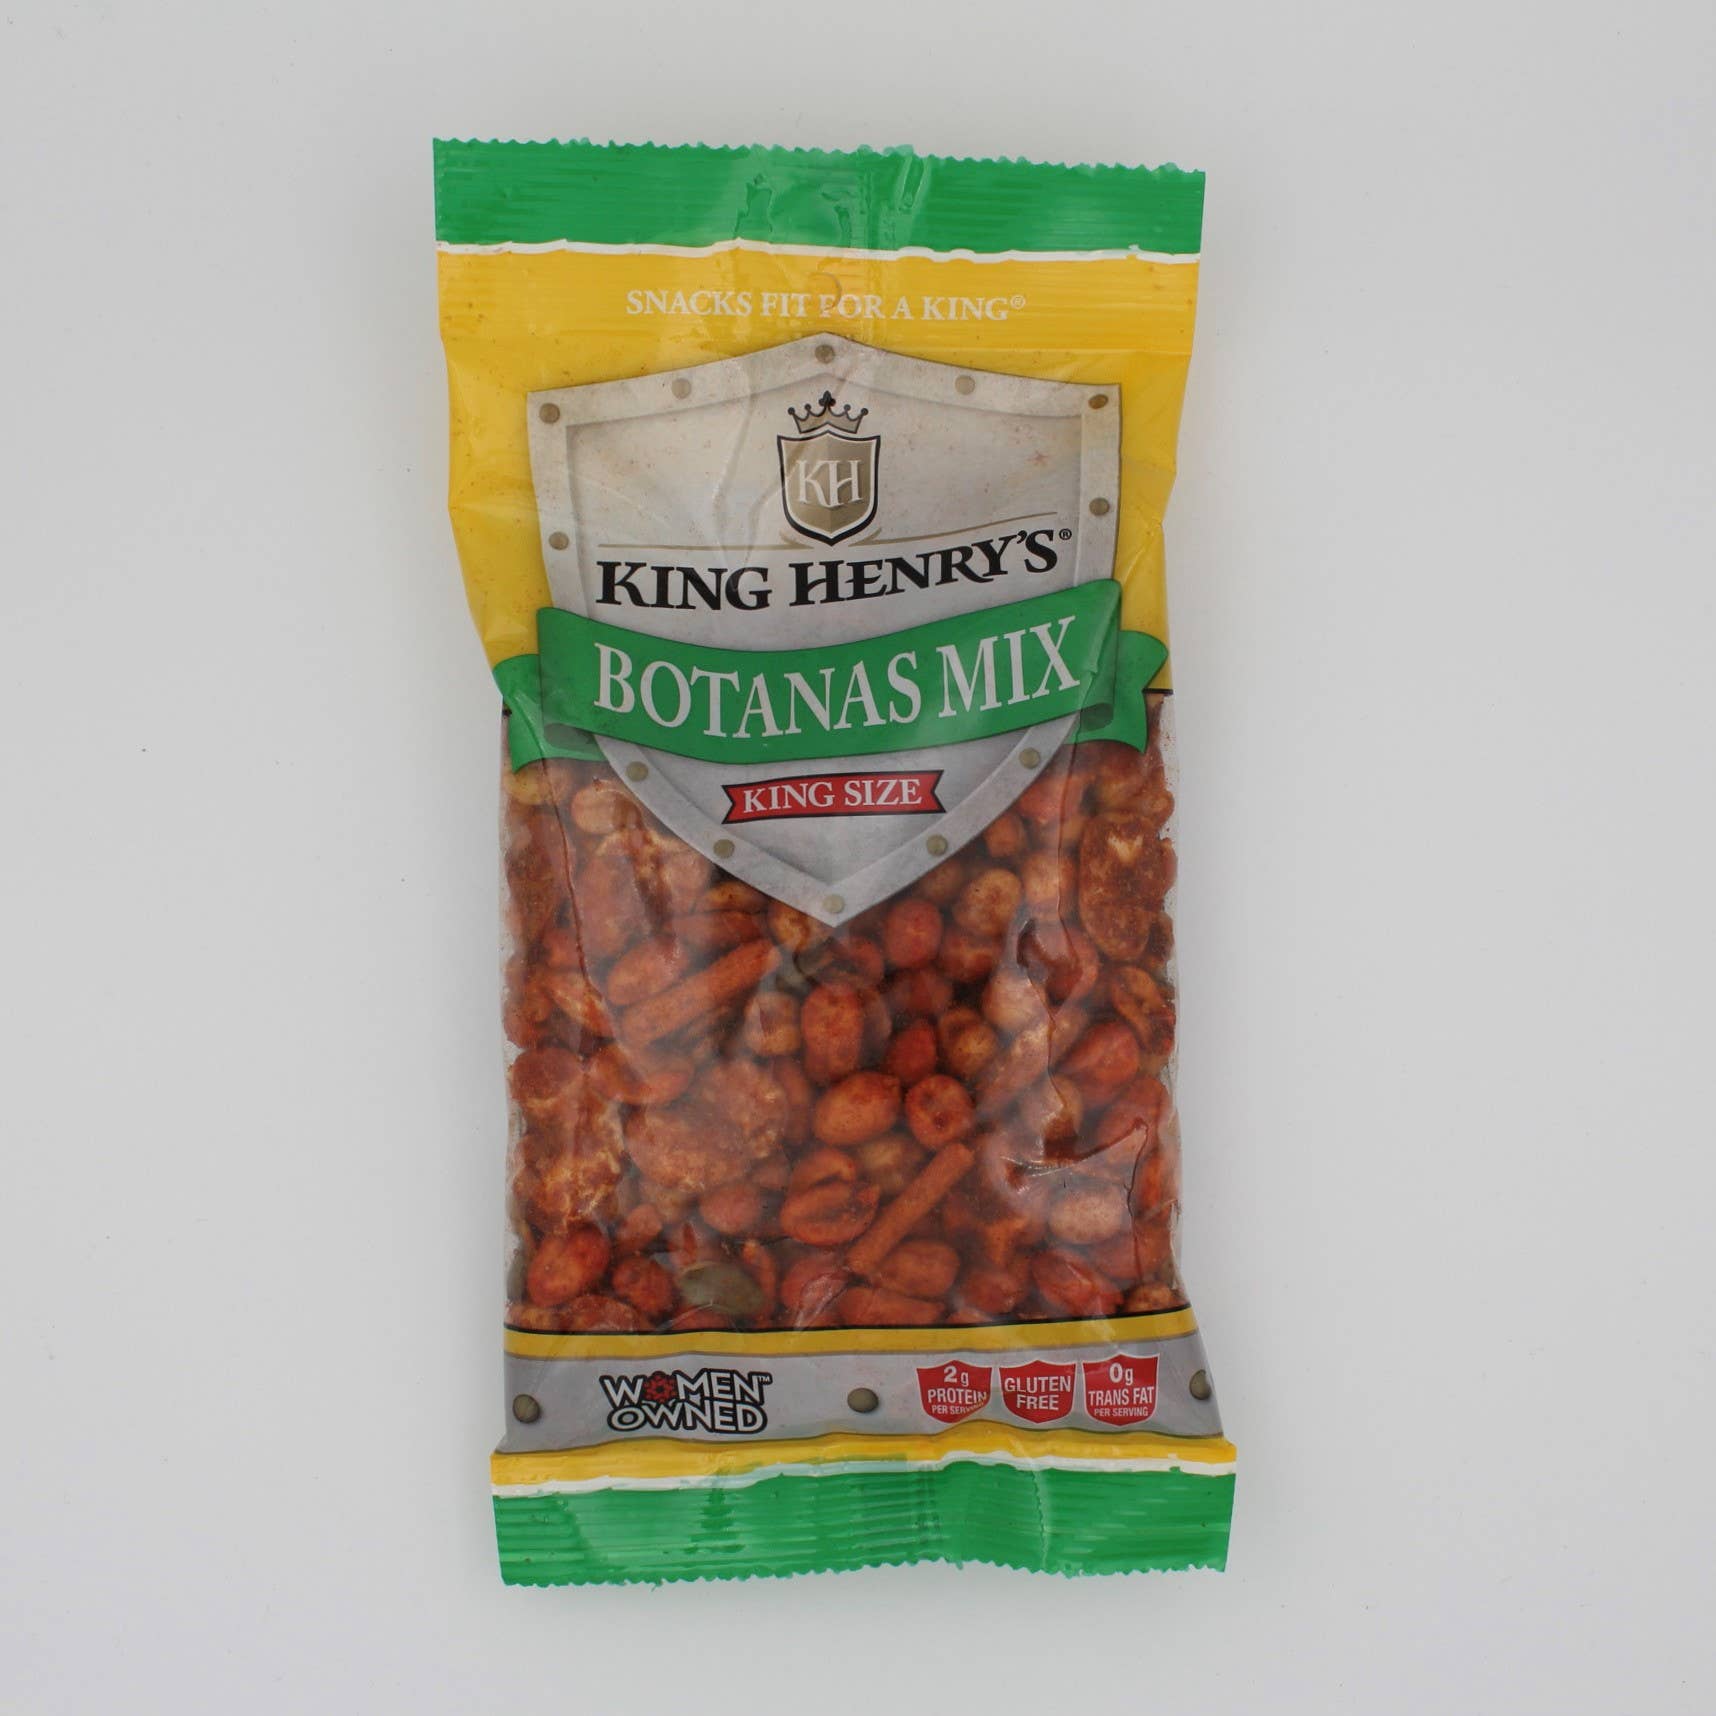 SNACKS FIT FOR A KING®
KH
KING HENRY'S®
BOTANAS MIX
KING SIZE
WOMEN™
OWNED
2g
PROTEIN
PER SERVING
GLUTEN
FREE
0g
TRANS FAT
PER SERVING